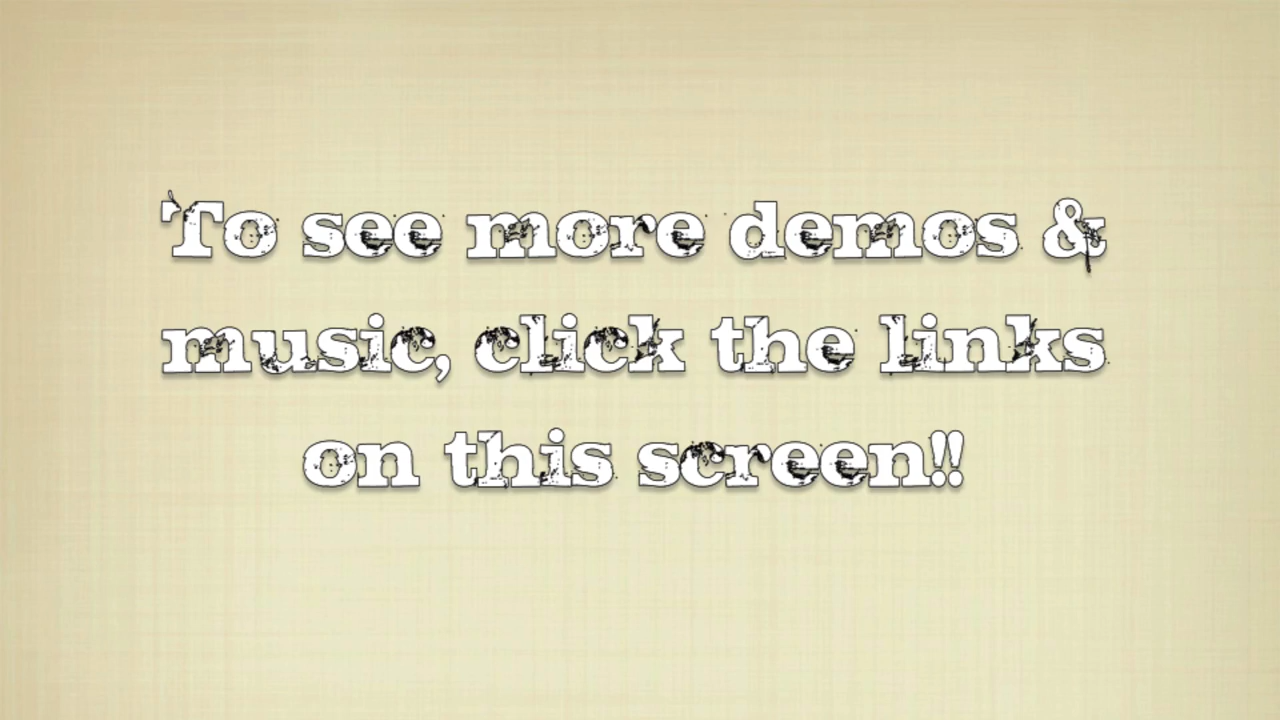 To see more demos &
music, click the links
on this screen!!